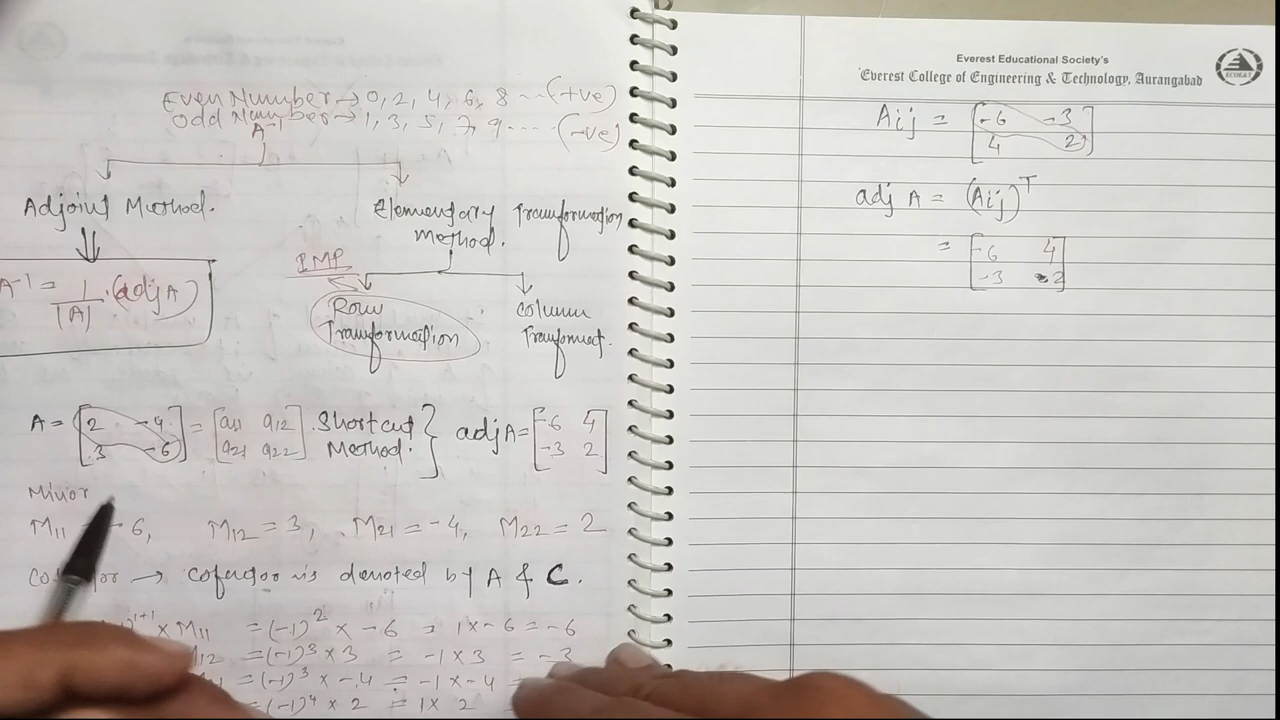 Even Number → 0, 2, 4, 6, 8 ... (+ve)
Odd Number → 1, 3, 5, 7, 9 .... (-ve)
A⁻¹
Adjoint Method.
Elementary Transformation
Method.
IMP
A⁻¹ = 1/|A| . (adj A)
Row
Transformation
Column
Transformat.
A = [2 -4; 3 -6] = [a11 a12; a21 a22] . Shortcut Method. } adj A = [-6 4; -3 2]
Minor
M11 - 6, M12 = 3, M21 = -4, M22 = 2
→ cofactor is denoted by A & C.
1+1 × M11 = (-1)² × -6 = 1 × -6 = -6
12 = (-1)³ × 3 = -1 × 3 = -3
= (-1)³ × -4 = -1 × -4 =
= (-1)⁴ × 2 = 1 × 2
Everest Educational Society's
Everest College of Engineering & Technology, Aurangabad
Aij = [-6 -3; 4 2]
adj A = (Aij)ᵀ
= [-6 4; -3 2]